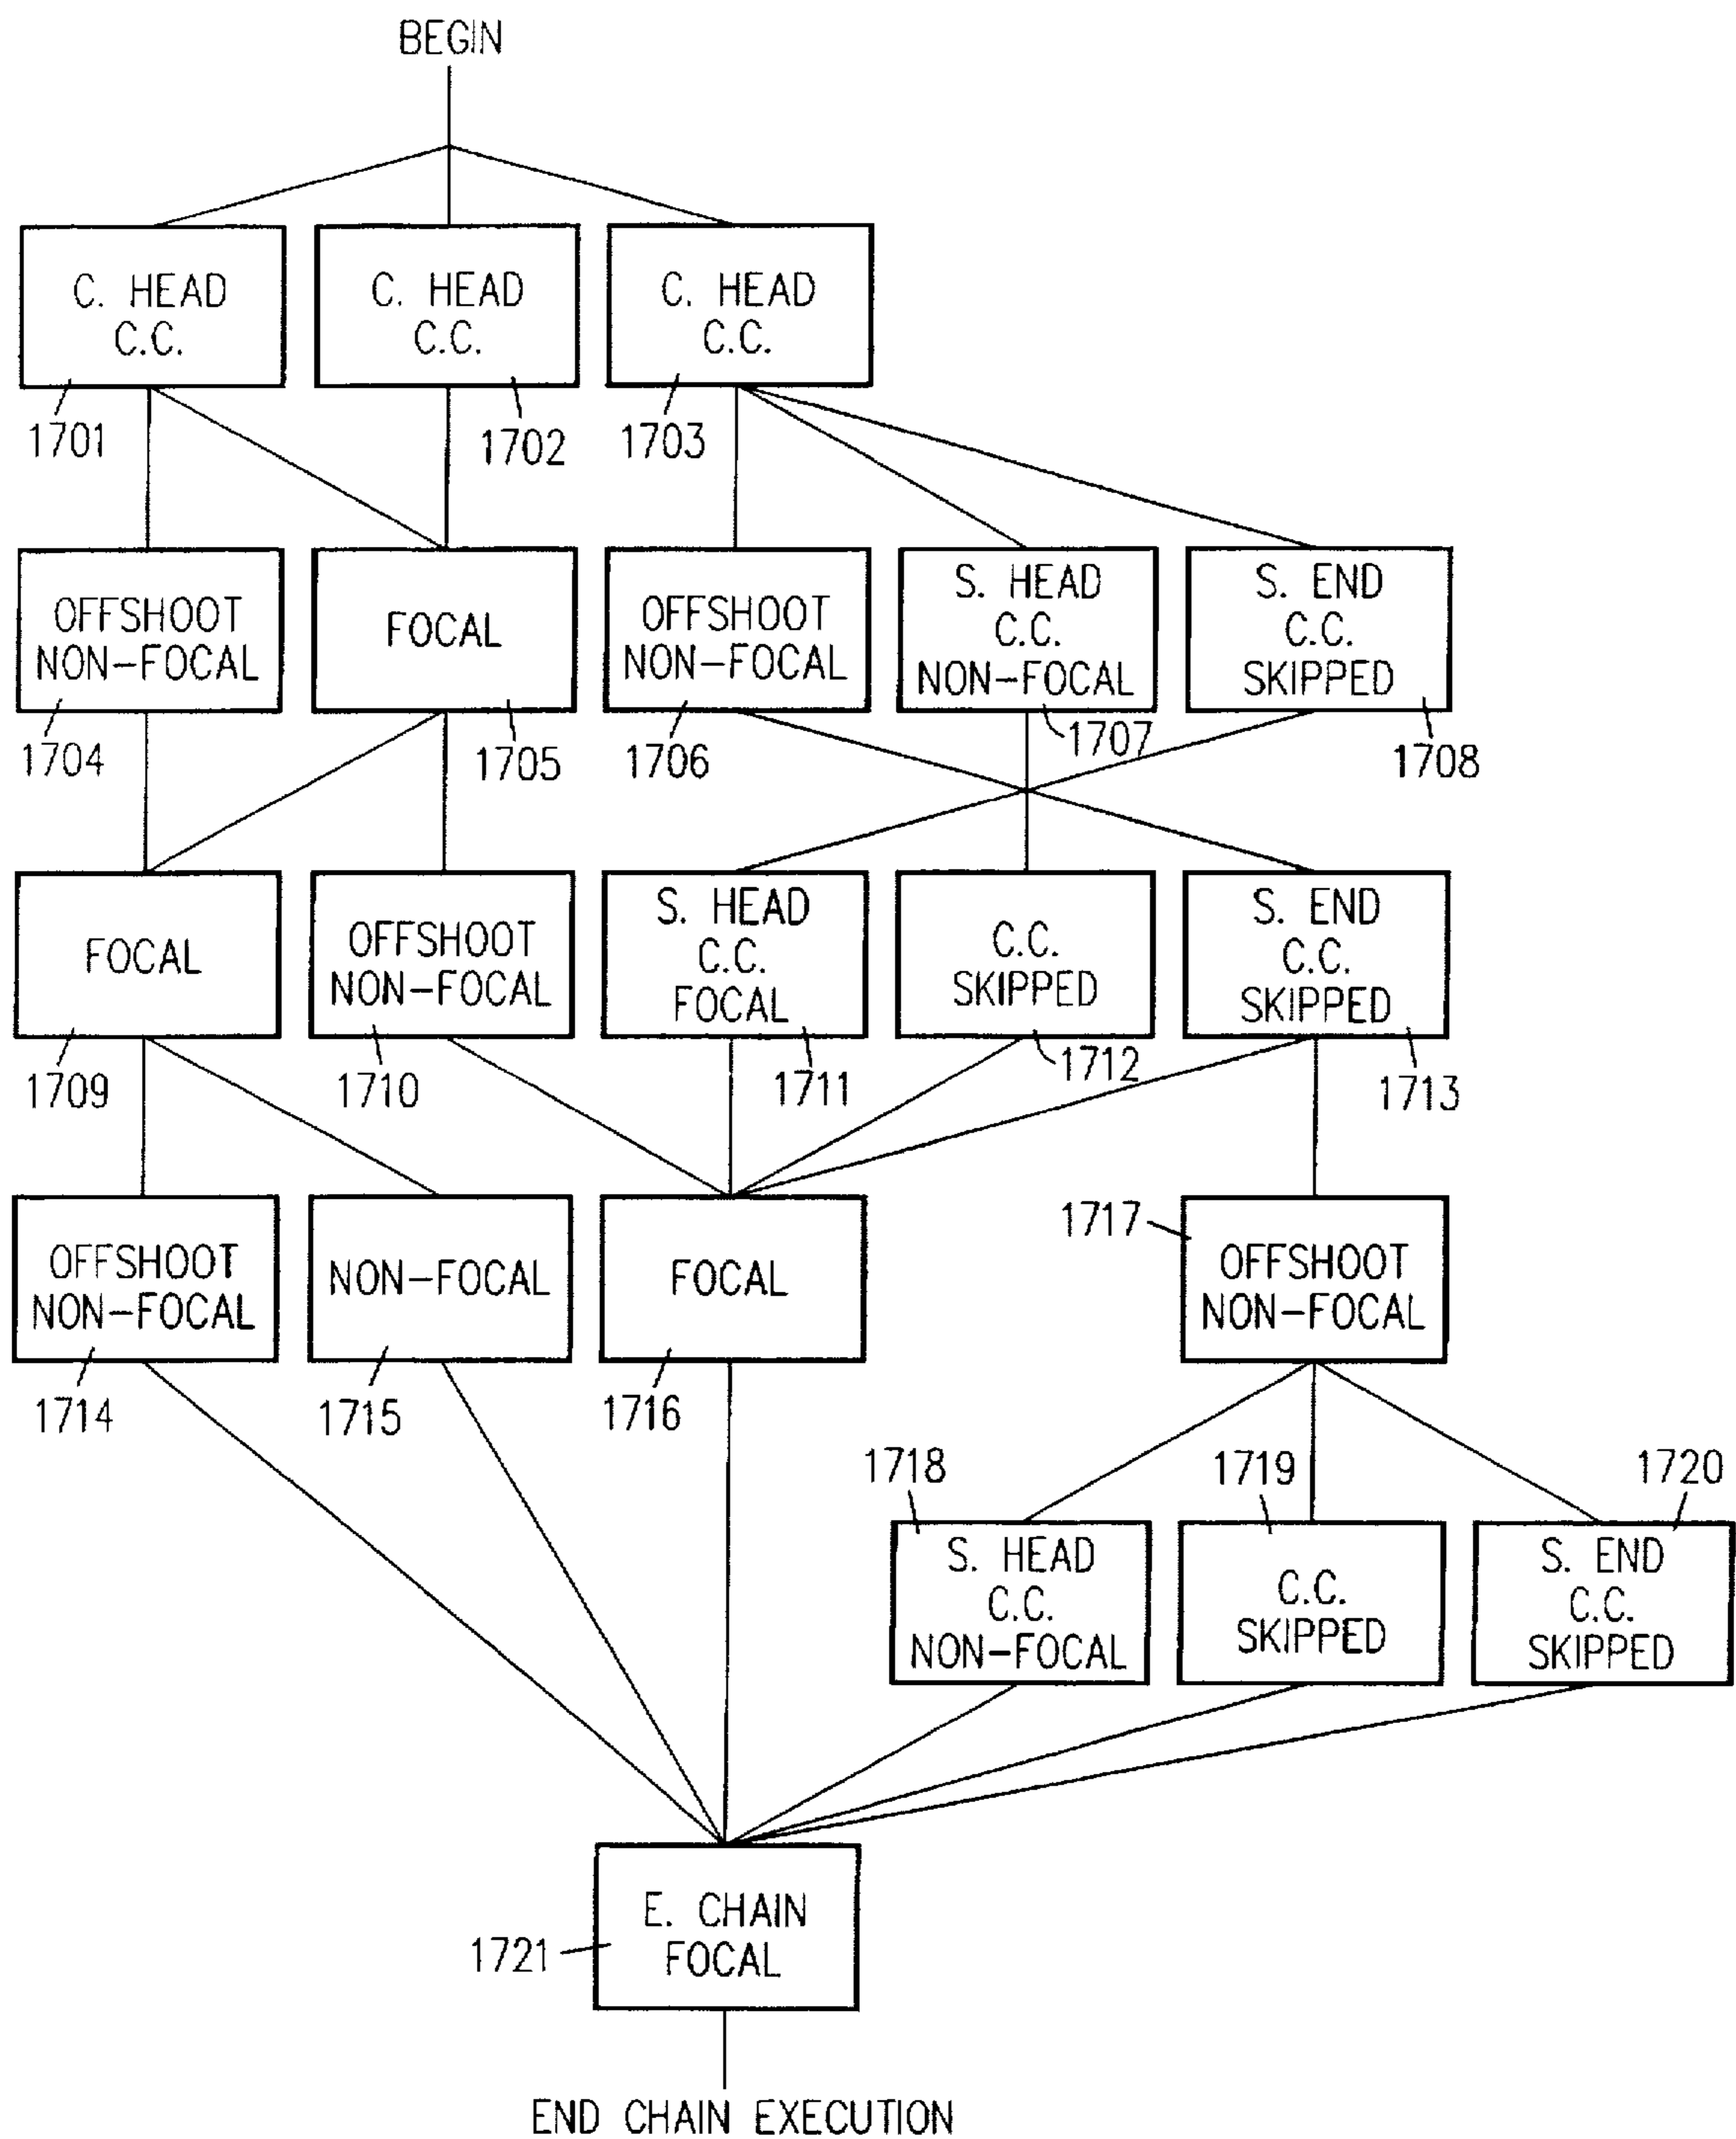 BEGIN
C. HEAD
C.C.
1701
C. HEAD
C.C.
1702
C. HEAD
C.C.
1703
OFFSHOOT
NON-FOCAL
1704
FOCAL
1705
OFFSHOOT
NON-FOCAL
1706
S. HEAD
C.C.
NON-FOCAL
1707
S. END
C.C.
SKIPPED
1708
FOCAL
1709
OFFSHOOT
NON-FOCAL
1710
S. HEAD
C.C.
FOCAL
1711
C.C.
SKIPPED
1712
S. END
C.C.
SKIPPED
1713
OFFSHOOT
NON-FOCAL
1714
NON-FOCAL
1715
FOCAL
1716
1717
OFFSHOOT
NON-FOCAL
1718
S. HEAD
C.C.
NON-FOCAL
1719
C.C.
SKIPPED
1720
S. END
C.C.
SKIPPED
E. CHAIN
FOCAL
1721
END CHAIN EXECUTION